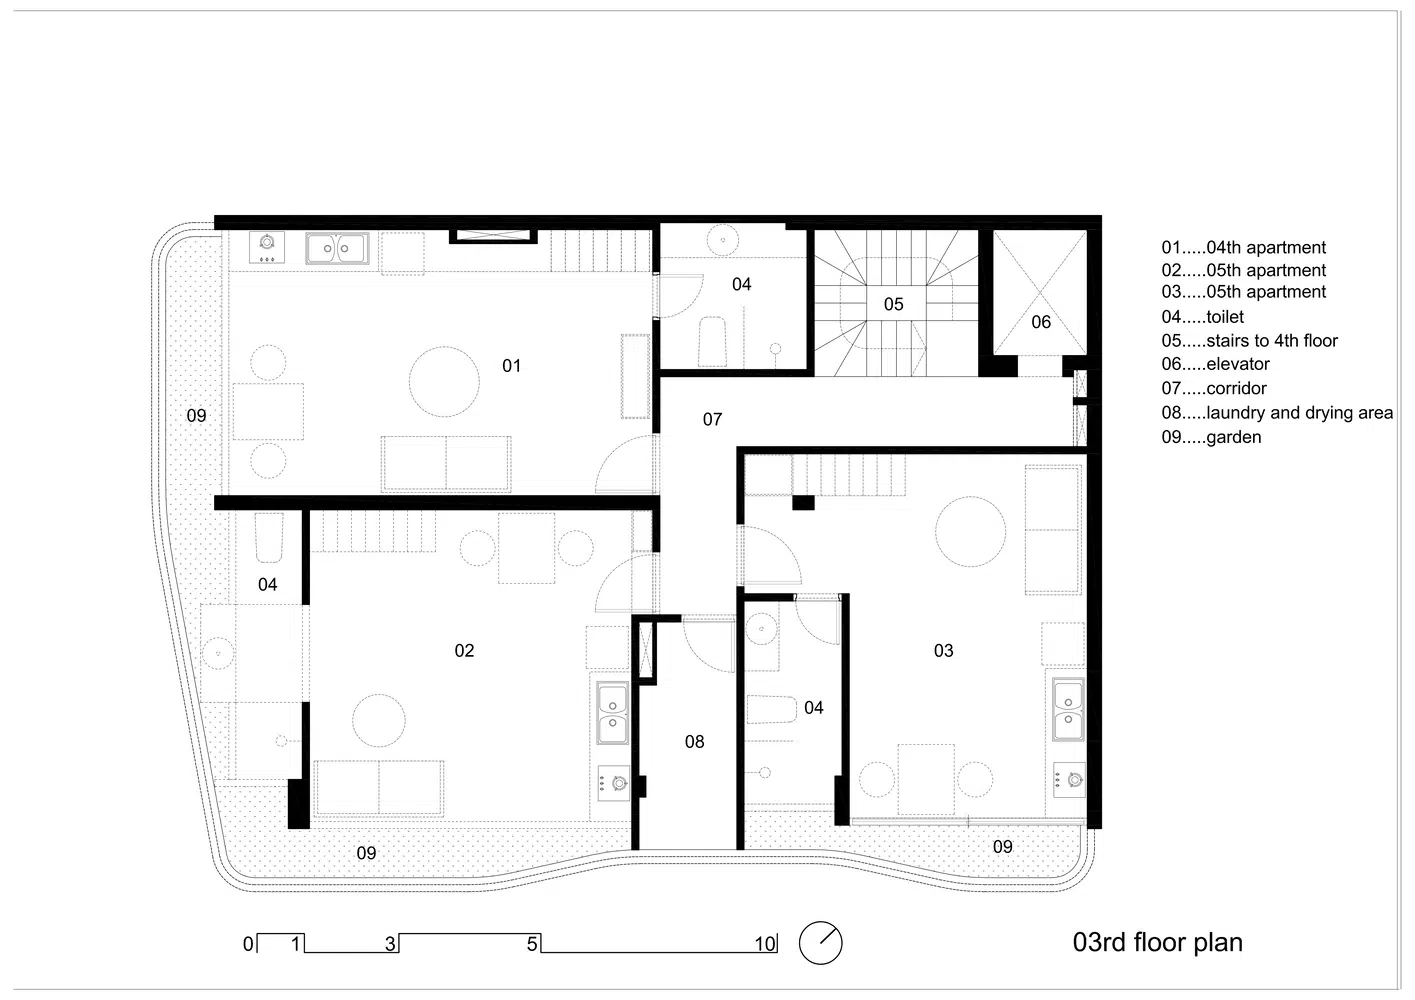 04
05
06
01
09
07
04
02
03
04
08
09
09
01.....04th apartment
02.....05th apartment
03.....05th apartment
04.....toilet
05.....stairs to 4th floor
06.....elevator
07.....corridor
08.....laundry and drying area
09.....garden
0 1 3 5 10
03rd floor plan